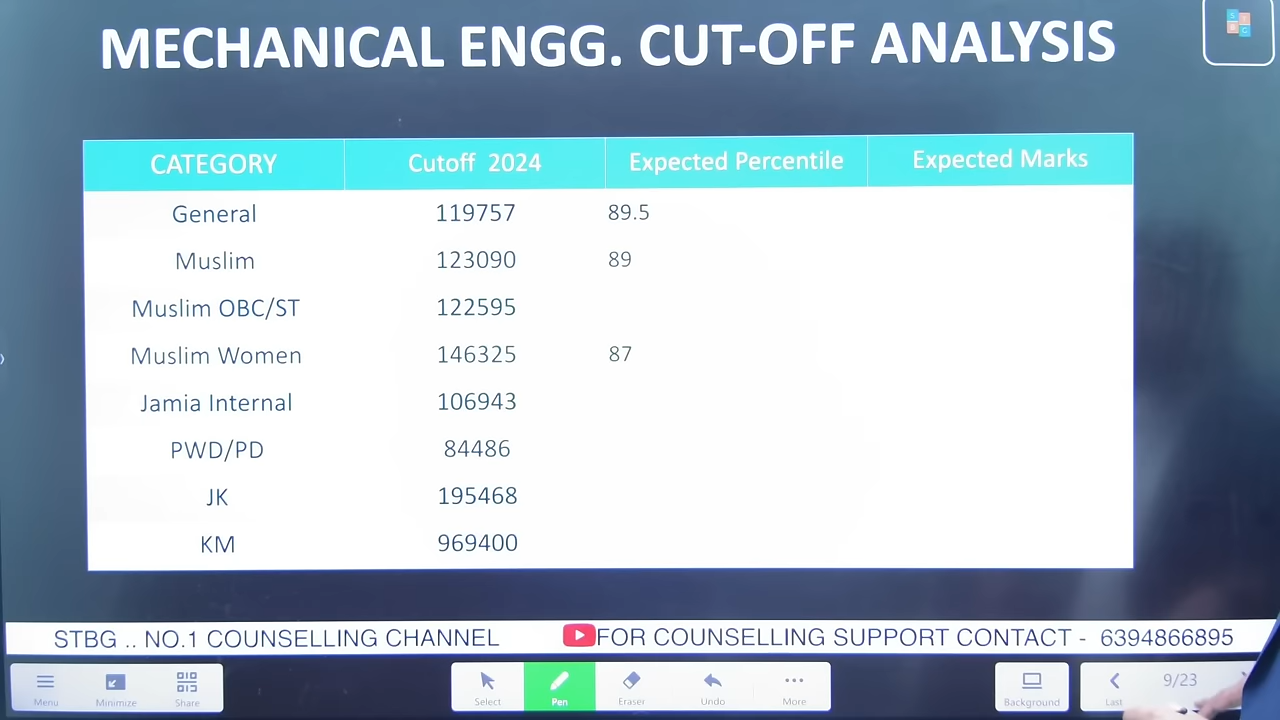 MECHANICAL ENGG. CUT-OFF ANALYSIS
CATEGORY Cutoff 2024 Expected Percentile Expected Marks
General 119757 89.5
Muslim 123090 89
Muslim OBC/ST 122595
Muslim Women 146325 87
Jamia Internal 106943
PWD/PD 84486
JK 195468
KM 969400
STBG .. NO.1 COUNSELLING CHANNEL FOR COUNSELLING SUPPORT CONTACT - 6394866895
Menu Minimize Share Select Pen Eraser Undo More Background Last 9/23